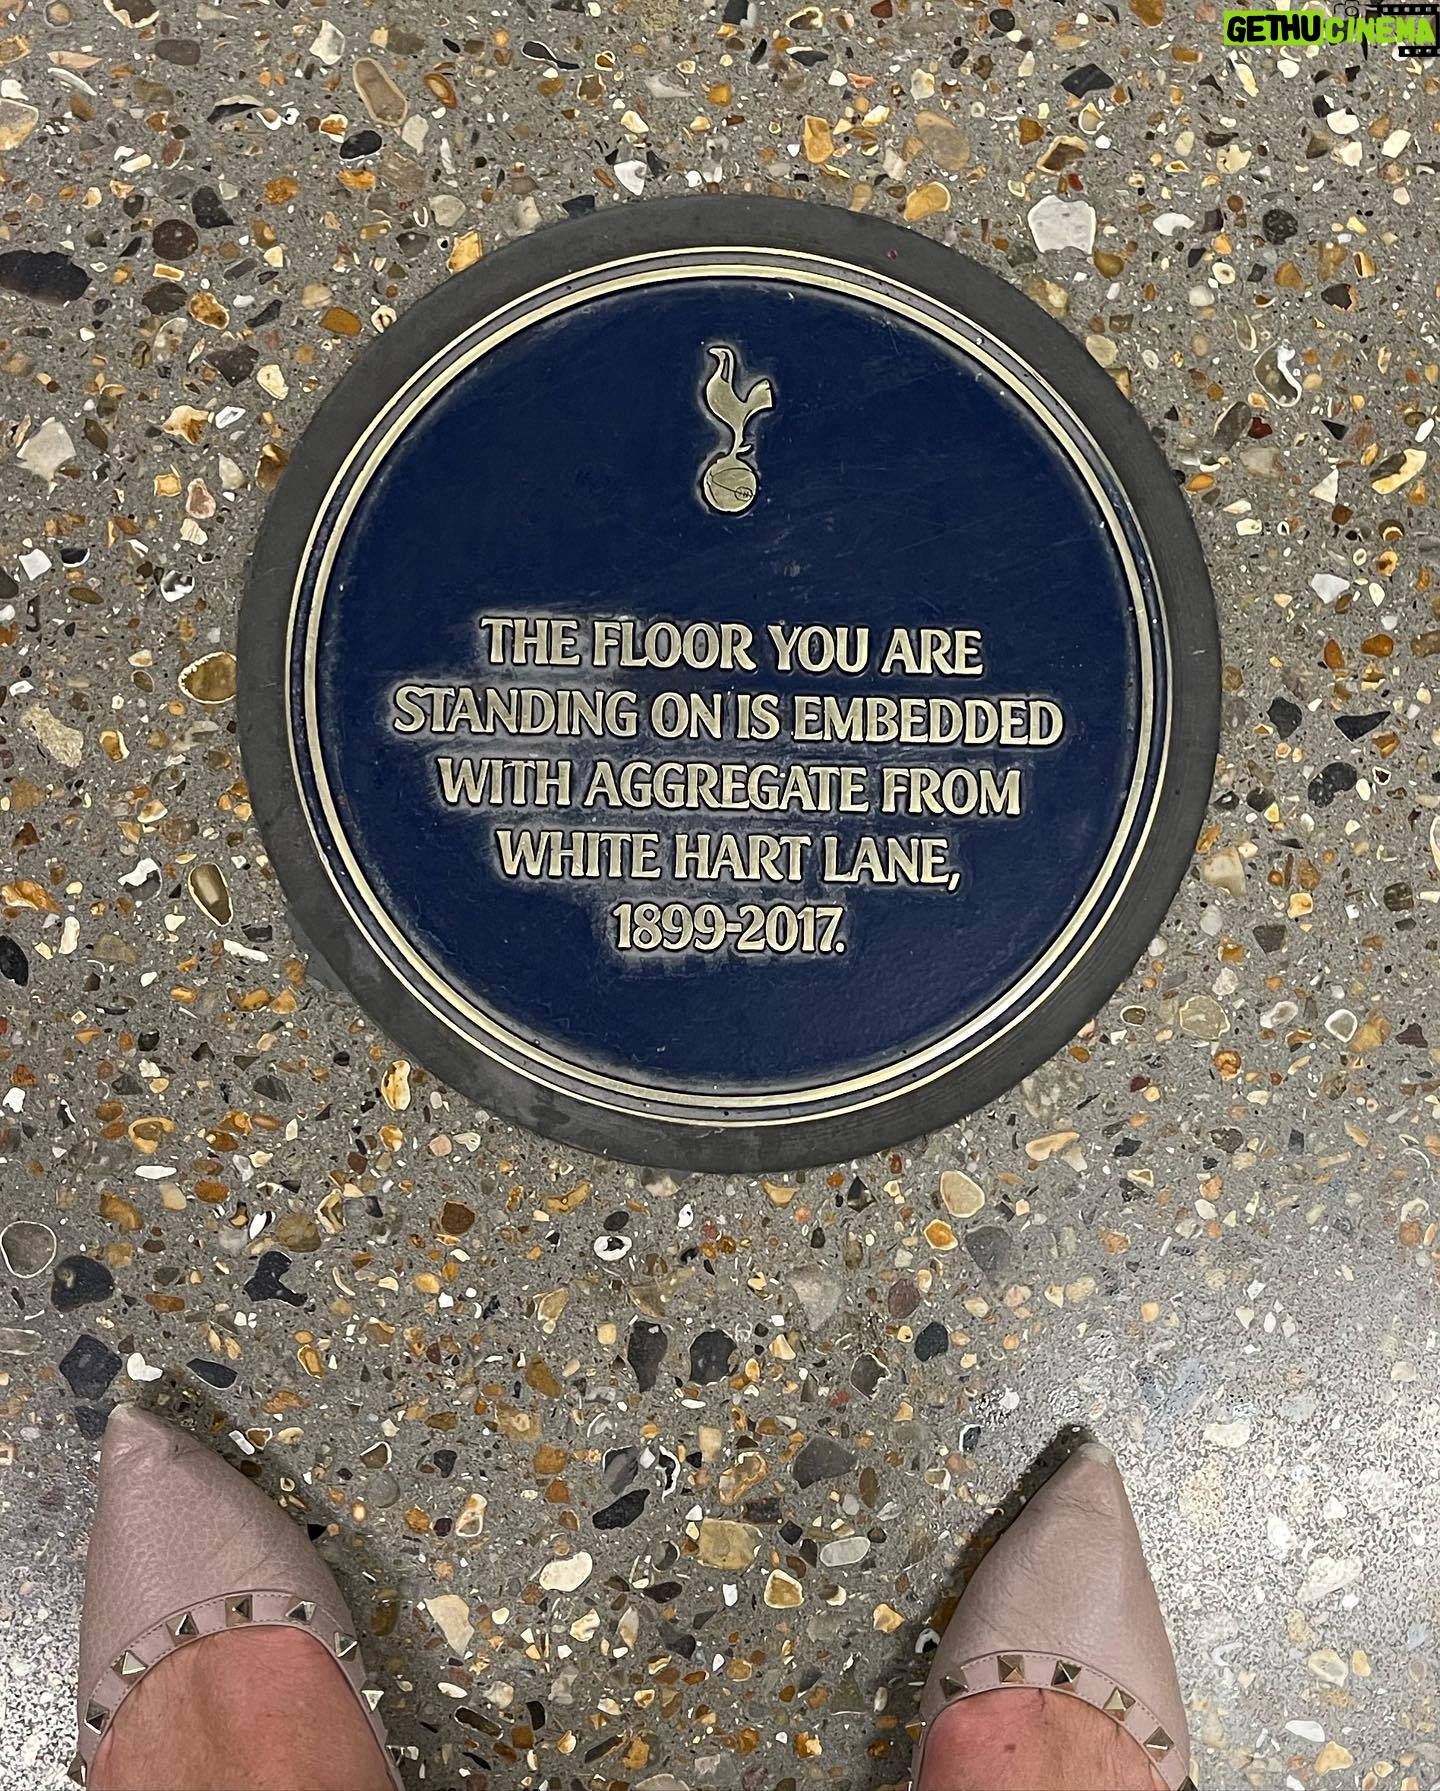 GETHU CINEMA
THE FLOOR YOU ARE
STANDING ON IS EMBEDDED
WITH AGGREGATE FROM
WHITE HART LANE,
1899-2017.